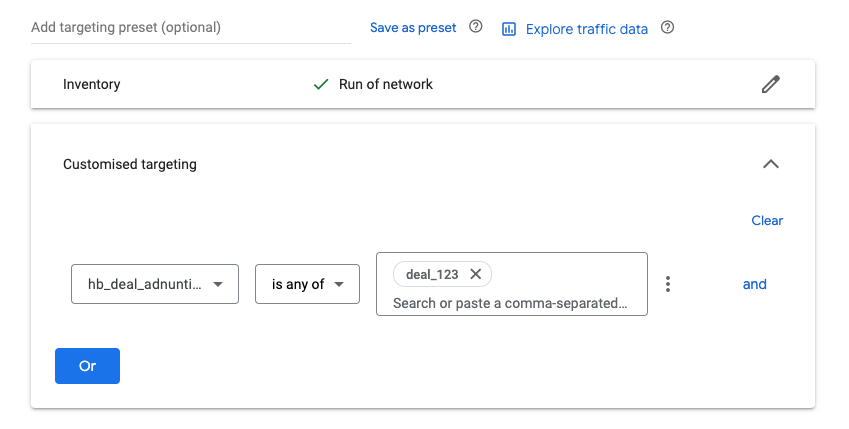 Add targeting preset (optional) Save as preset Explore traffic data
Inventory Run of network
Customised targeting
Clear
hb_deal_adnunti... is any of deal_123 and
Search or paste a comma-separated...
Or